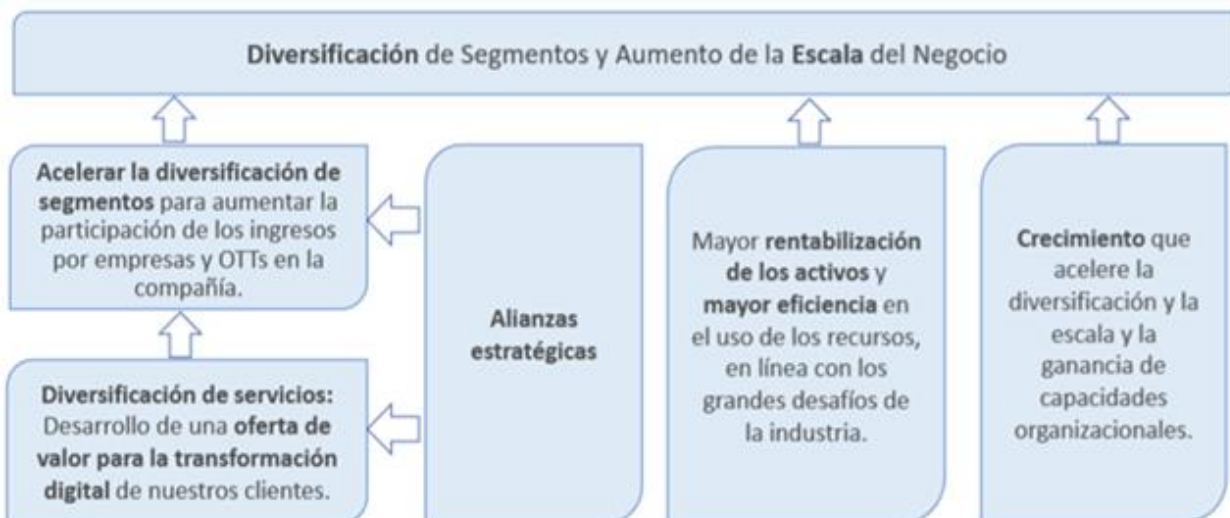 Diversificación de Segmentos y Aumento de la Escala del Negocio
Acelerar la diversificación de
segmentos para aumentar la
participación de los ingresos
por empresas y OTTs en la
compañía.
Diversificación de servicios:
Desarrollo de una oferta de
valor para la transformación
digital de nuestros clientes.
Alianzas
estratégicas
Mayor rentabilización
de los activos y
mayor eficiencia en
el uso de los recursos,
en línea con los
grandes desafíos de
la industria.
Crecimiento que
acelere la
diversificación y la
escala y la
ganancia de
capacidades
organizacionales.